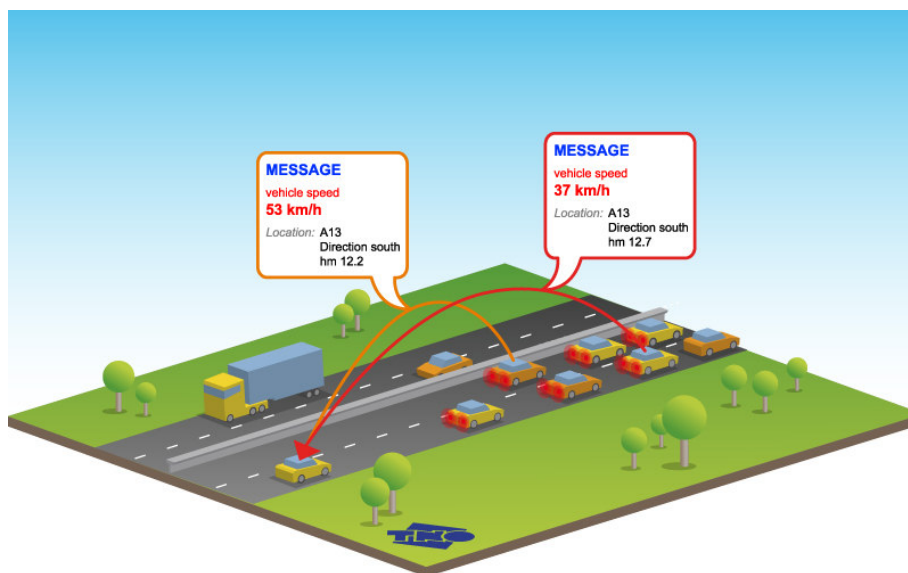 MESSAGE
vehicle speed
53 km/h
Location: A13
Direction south
hm 12.2
MESSAGE
vehicle speed
37 km/h
Location: A13
Direction south
hm 12.7
TNO